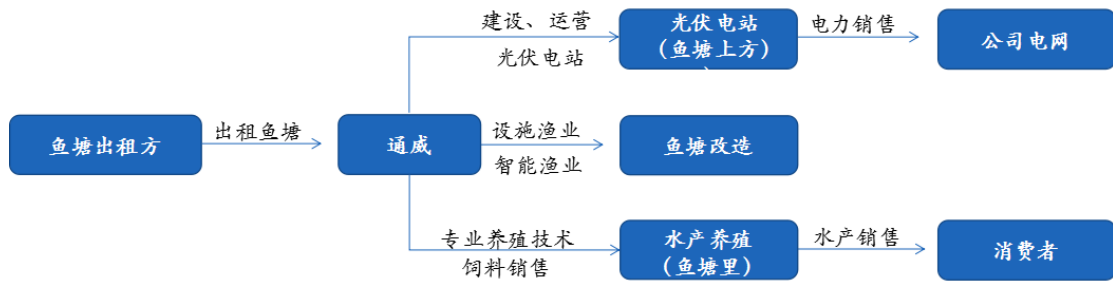 建设、运营
光伏电站
光伏电站
（鱼塘上方）
电力销售
公司电网
鱼塘出租方
出租鱼塘
通威
设施渔业
智能渔业
鱼塘改造
专业养殖技术
饲料销售
水产养殖
（鱼塘里）
水产销售
消费者